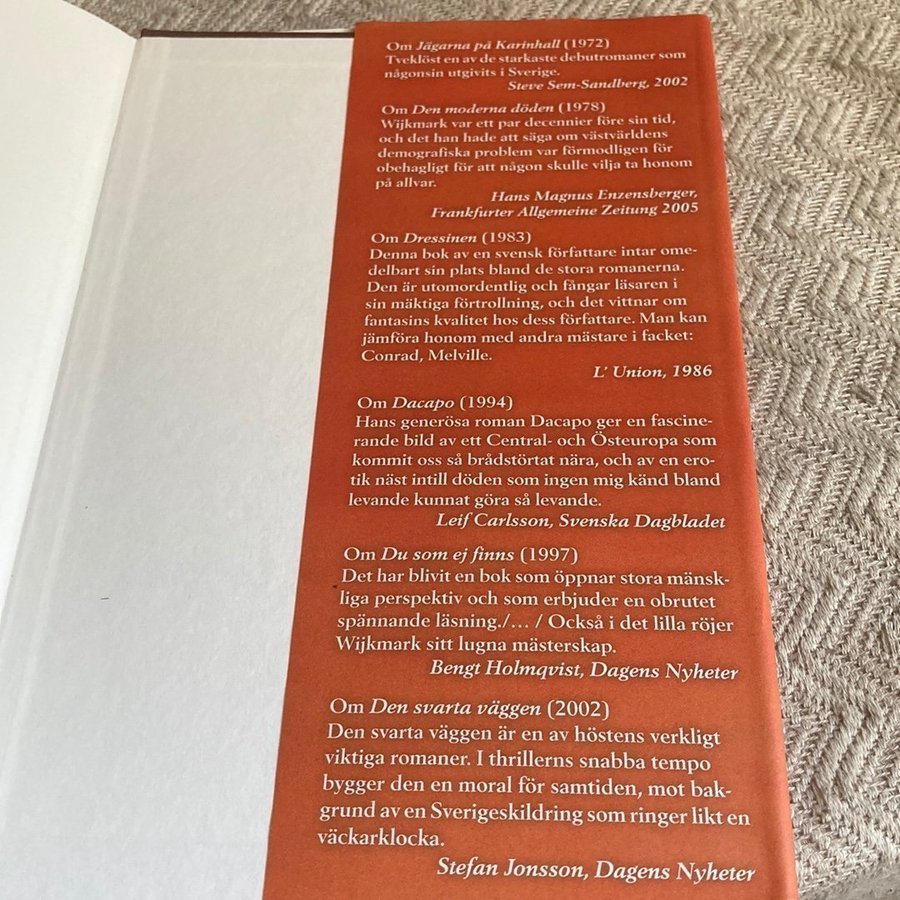 Om Jägarna på Karinhall (1972)
Tveklöst en av de starkaste debutromaner som
någonsin utgivits i Sverige.
Steve Sem-Sandberg, 2002
Om Den moderna döden (1978)
Wijkmark var ett par decennier före sin tid,
och det han hade att säga om västvärldens
demografiska problem var förmodligen för
obehagligt för att någon skulle vilja ta honom
på allvar.
Hans Magnus Enzensberger,
Frankfurter Allgemeine Zeitung 2005
Om Dressinen (1983)
Denna bok av en svensk författare intar ome-
delbart sin plats bland de stora romanerna.
Den är utomordentlig och fångar läsaren i
sin mäktiga förtrollning, och det vittnar om
fantasins kvalitet hos dess författare. Man kan
jämföra honom med andra mästare i facket:
Conrad, Melville.
L' Union, 1986
Om Dacapo (1994)
Hans generösa roman Dacapo ger en fascine-
rande bild av ett Central- och Östeuropa som
kommit oss så brådstörtat nära, och av en ero-
tik näst intill döden som ingen mig känd bland
levande kunnat göra så levande.
Leif Carlsson, Svenska Dagbladet
Om Du som ej finns (1997)
Det har blivit en bok som öppnar stora mänsk-
liga perspektiv och som erbjuder en obrutet
spännande läsning./... / Också i det lilla röjer
Wijkmark sitt lugna mästerskap.
Bengt Holmqvist, Dagens Nyheter
Om Den svarta väggen (2002)
Den svarta väggen är en av höstens verkligt
viktiga romaner. I thrillerns snabba tempo
bygger den en moral för samtiden, mot bak-
grund av en Sverigeskildring som ringer likt en
väckarklocka.
Stefan Jonsson, Dagens Nyheter